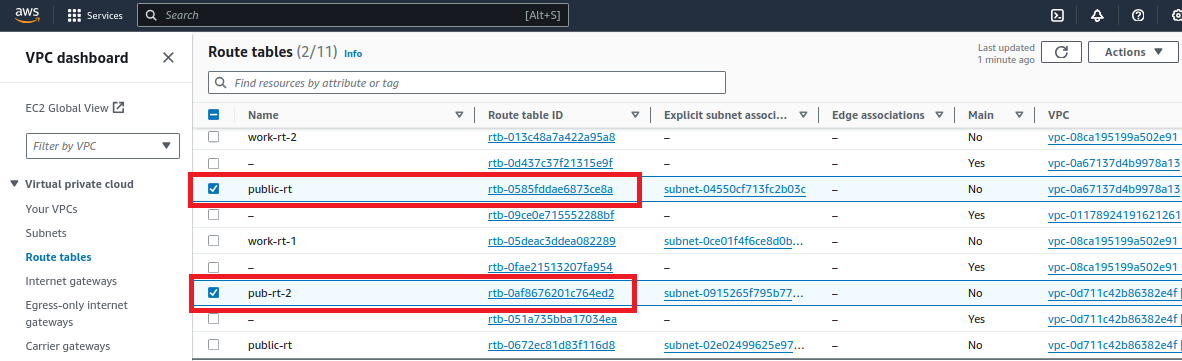 aws Services Search [Alt+S]
VPC dashboard
EC2 Global View
Filter by VPC
Virtual private cloud
Your VPCs
Subnets
Route tables
Internet gateways
Egress-only internet
gateways
Carrier gateways
Route tables (2/11) Info
Last updated
1 minute ago
Actions
Find resources by attribute or tag
Name Route table ID Explicit subnet associ... Edge associations Main VPC
work-rt-2 rtb-013c48a7a422a95a8 – – No vpc-08ca195199a502e91
– rtb-0d437c37f21315e9f – – Yes vpc-0a67137d4b9978a13
public-rt rtb-0585fddae6873ce8a subnet-04550cf713fc2b03c – No vpc-0a67137d4b9978a13
– rtb-09ce0e715552288bf – – Yes vpc-01178924191621261
work-rt-1 rtb-05deac3ddea082289 subnet-0ce01f4f6ce8d0b... – No vpc-08ca195199a502e91
– rtb-0fae21513207fa954 – – Yes vpc-08ca195199a502e91
pub-rt-2 rtb-0af8676201c764ed2 subnet-0915265f795b77... – No vpc-0d711c42b86382e4f
– rtb-051a735bba17034ea – – Yes vpc-0d711c42b86382e4f
public-rt rtb-0672ec81d83f116d8 subnet-02e02499625e97... – No vpc-0d711c42b86382e4f